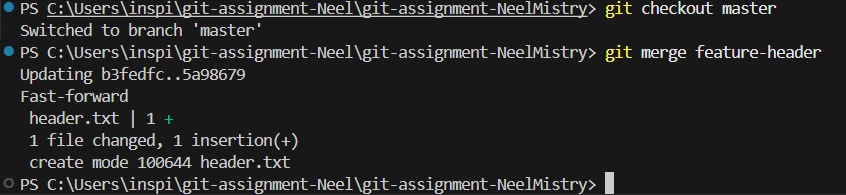 PS C:\Users\inspi\git-assignment-Neel\git-assignment-NeelMistry> git checkout master
Switched to branch 'master'
PS C:\Users\inspi\git-assignment-Neel\git-assignment-NeelMistry> git merge feature-header
Updating b3fedfc..5a98679
Fast-forward
 header.txt | 1 +
 1 file changed, 1 insertion(+)
 create mode 100644 header.txt
PS C:\Users\inspi\git-assignment-Neel\git-assignment-NeelMistry>